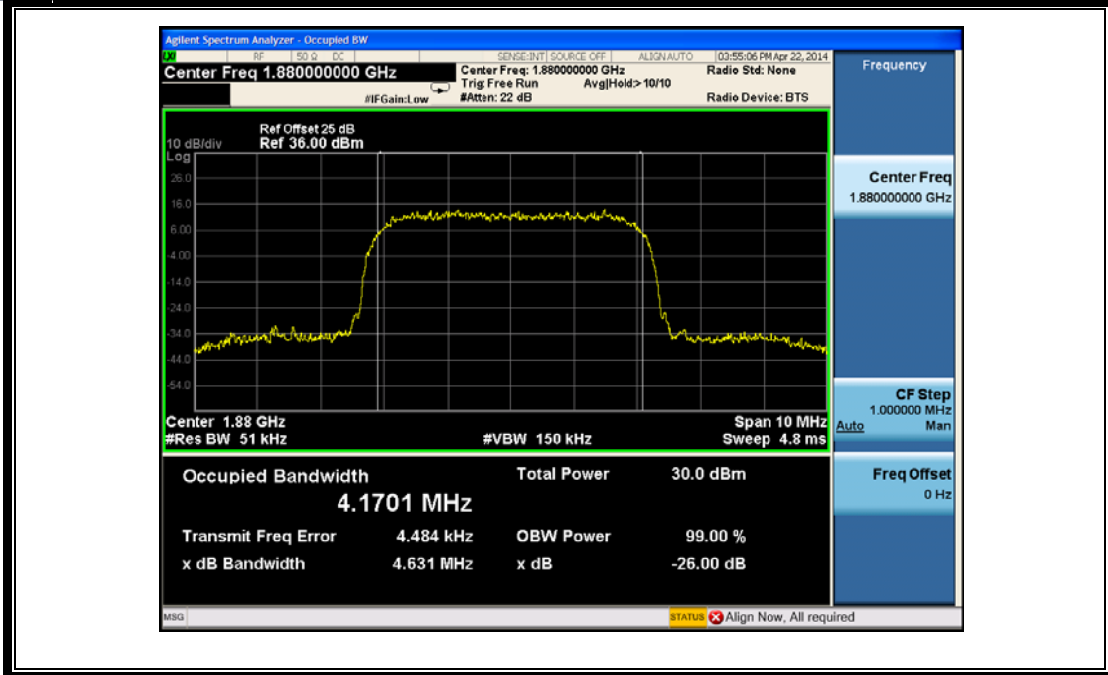 Agilent Spectrum Analyzer - Occupied BW
LXI RF 50 Ω DC SENSE:INT SOURCE OFF ALIGN AUTO 03:55:06 PM Apr 22, 2014
Center Freq 1.880000000 GHz
Center Freq: 1.880000000 GHz
Radio Std: None
Trig: Free Run
Avg|Hold:> 10/10
#IFGain:Low
#Atten: 22 dB
Radio Device: BTS
Ref Offset 25 dB
10 dB/div Ref 36.00 dBm
Log
26.0
16.0
6.00
-4.00
-14.0
-24.0
-34.0
-44.0
-54.0
Center 1.88 GHz
Span 10 MHz
#Res BW 51 kHz
#VBW 150 kHz
Sweep 4.8 ms
Occupied Bandwidth
Total Power 30.0 dBm
4.1701 MHz
Transmit Freq Error 4.484 kHz
OBW Power 99.00 %
x dB Bandwidth 4.631 MHz
x dB -26.00 dB
MSG
STATUS Align Now, All required
Frequency
Center Freq
1.880000000 GHz
CF Step
1.000000 MHz
Auto Man
Freq Offset
0 Hz